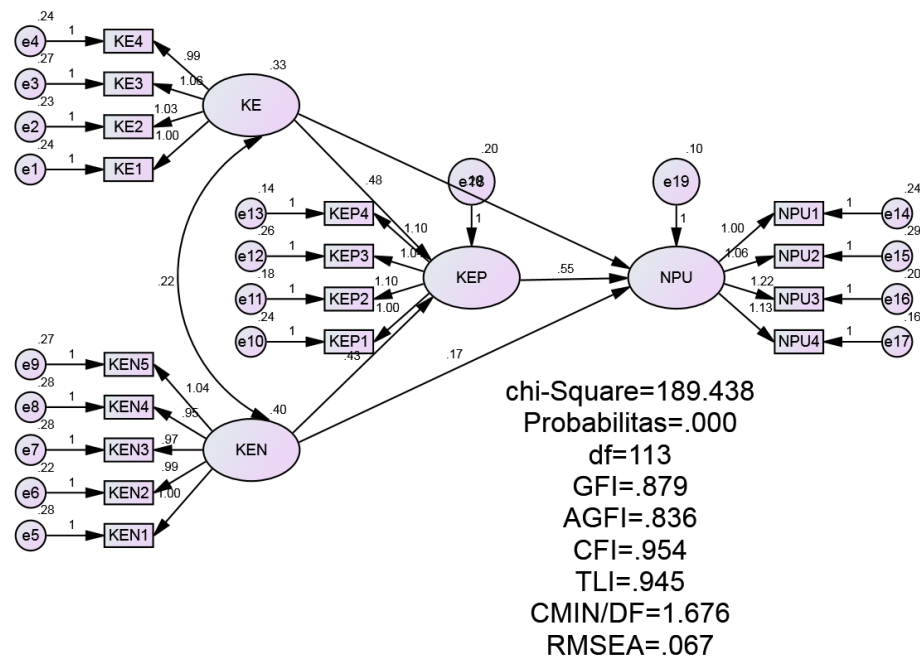 .24
e4 1 KE4 .99
.27
e3 1 KE3 1.06
.23
e2 1 KE2 1.03
.24
e1 1 KE1 1.00
.33
KE
.22
.48
.20
.14
e13 1 KEP4 1.10
.26
e12 1 KEP3
.18
e11 1 KEP2 1.10
.24
e10 1 KEP1 1.00
1
KEP
.55
.43
.17
.10
e19
1
NPU
.24
1.00 NPU1 1 e14
.29
1.06 NPU2 1 e15
.20
1.22 NPU3 1 e16
.16
1.13 NPU4 1 e17
.27
e9 1 KEN5 1.04
.28
e8 1 KEN4 .95
.28
e7 1 KEN3 .97
.22
e6 1 KEN2 .99
.28
e5 1 KEN1 1.00
.40
KEN
chi-Square=189.438
Probabilitas=.000
df=113
GFI=.879
AGFI=.836
CFI=.954
TLI=.945
CMIN/DF=1.676
RMSEA=.067